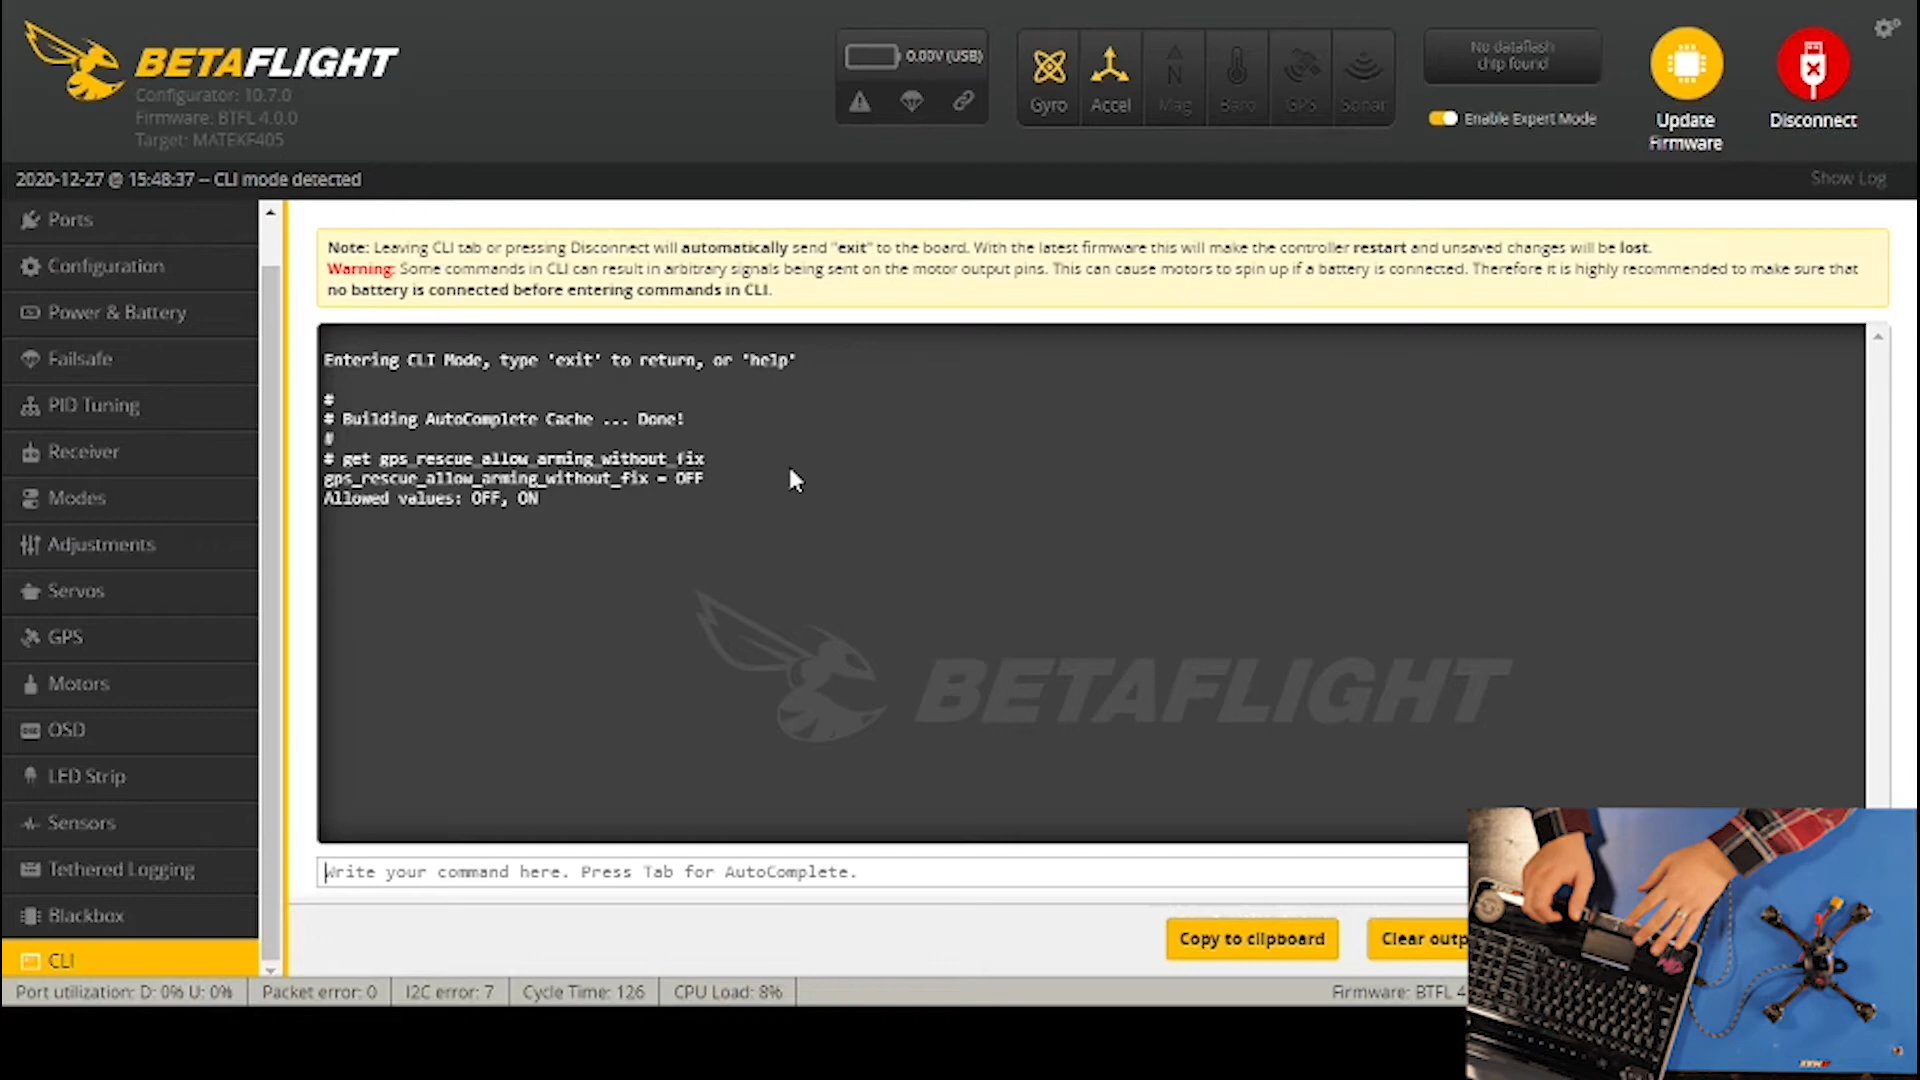 BETAFLIGHT
Configurator: 10.7.0
Firmware: BTFL 4.0.0
Target: MATEKF405
0.00V (USB)
Gyro
Accel
Mag
Baro
GPS
Sonar
No dataflash
chip found
Enable Expert Mode
Update
Firmware
Disconnect
2020-12-27 @ 15:48:37 -- CLI mode detected
Show Log
Ports
Configuration
Power & Battery
Failsafe
PID Tuning
Receiver
Modes
Adjustments
Servos
GPS
Motors
OSD
LED Strip
Sensors
Tethered Logging
Blackbox
CLI
Note: Leaving CLI tab or pressing Disconnect will automatically send "exit" to the board. With the latest firmware this will make the controller restart and unsaved changes will be lost.
Warning: Some commands in CLI can result in arbitrary signals being sent on the motor output pins. This can cause motors to spin up if a battery is connected. Therefore it is highly recommended to make sure that
no battery is connected before entering commands in CLI.
Entering CLI Mode, type 'exit' to return, or 'help'
#
# Building AutoComplete Cache ... Done!
#
# get gps_rescue_allow_arming_without_fix
gps_rescue_allow_arming_without_fix = OFF
Allowed values: OFF, ON
BETAFLIGHT
Write your command here. Press Tab for AutoComplete.
Copy to clipboard
Clear outp
Port utilization: D: 0% U: 0%
Packet error: 0
I2C error: 7
Cycle Time: 126
CPU Load: 8%
Firmware: BTFL 4